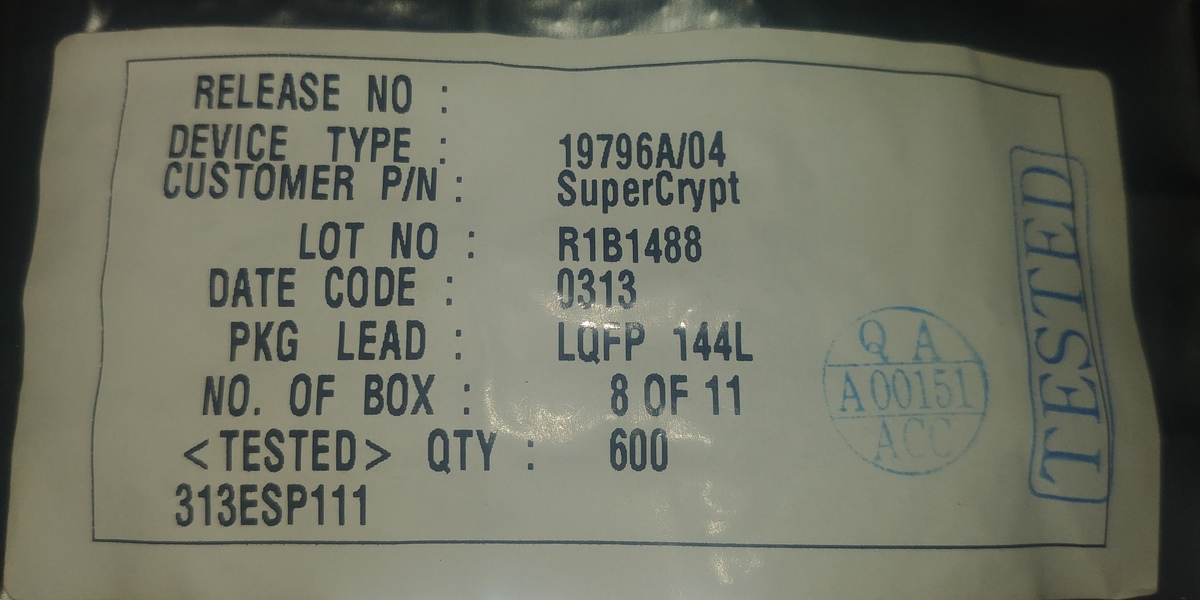 RELEASE NO :
DEVICE TYPE : 19796A/04
CUSTOMER P/N : SuperCrypt
LOT NO : R1B1488
DATE CODE : 0313
PKG LEAD : LQFP 144L
NO. OF BOX : 8 OF 11
<TESTED> QTY : 600
313ESP111
Q A
A00151
ACC
TESTED